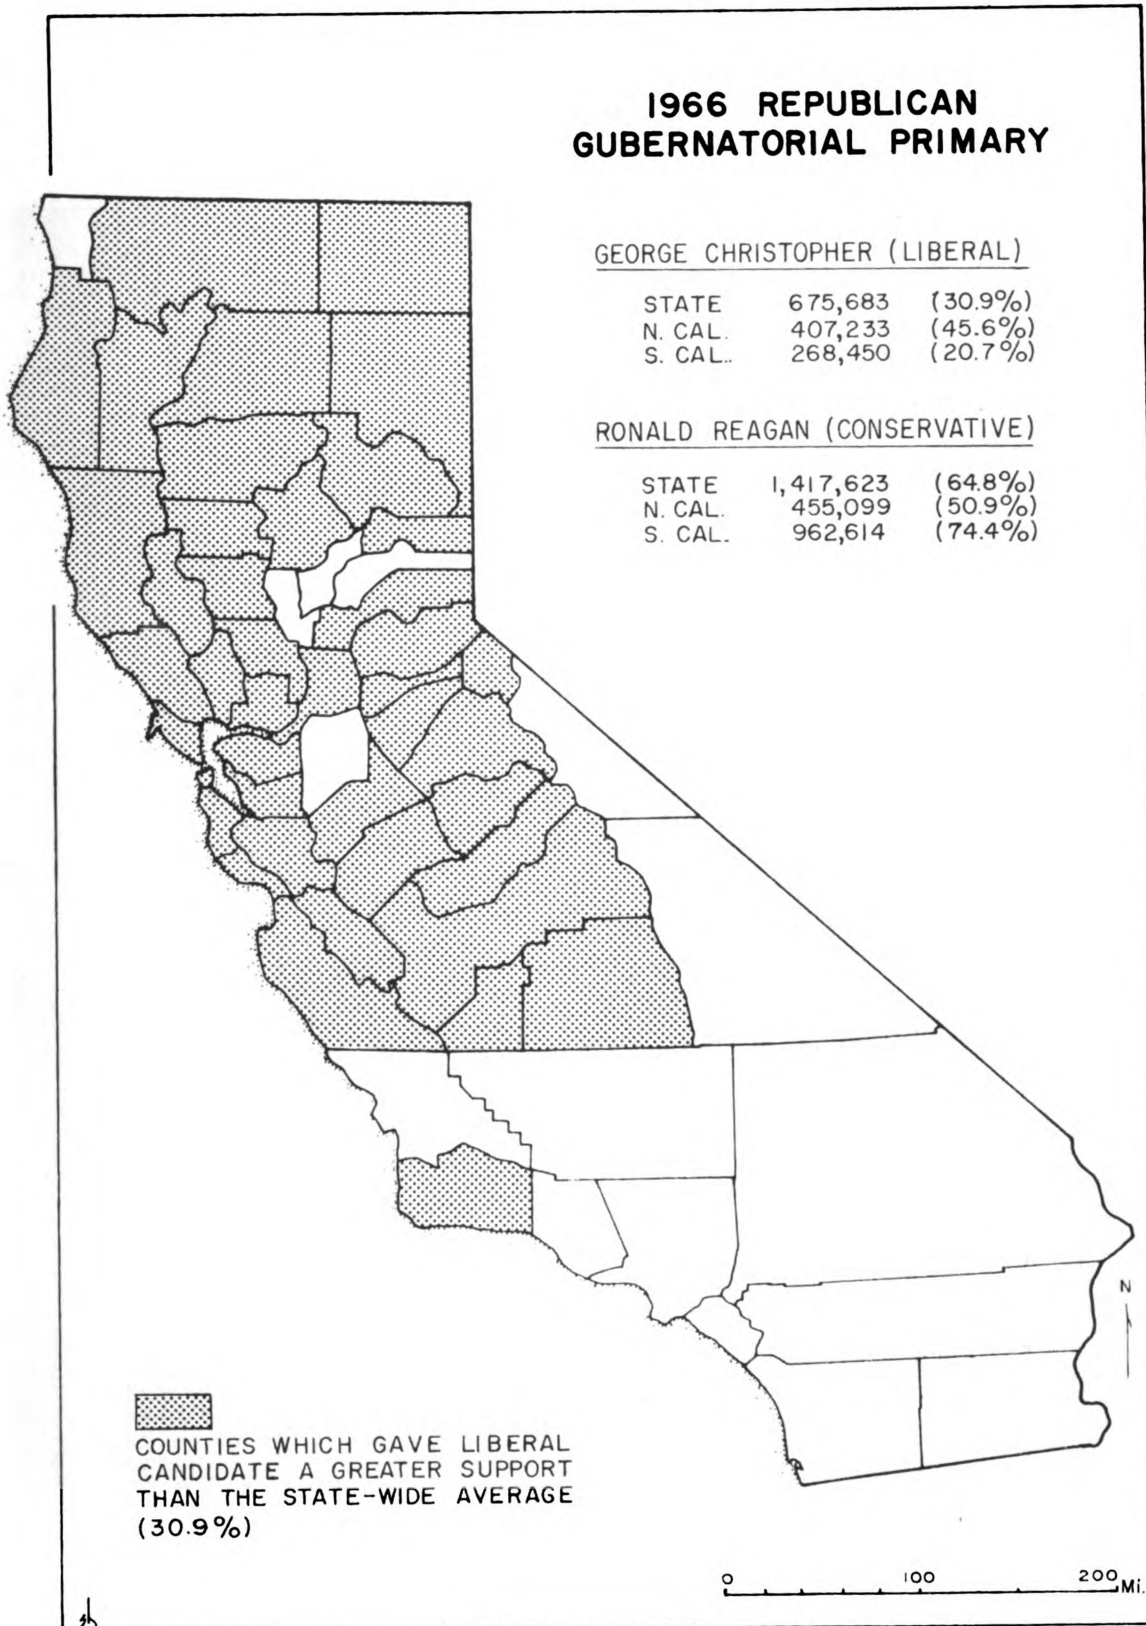 1966 REPUBLICAN
GUBERNATORIAL PRIMARY
GEORGE CHRISTOPHER (LIBERAL)
STATE 675,683 (30.9%)
N. CAL. 407,233 (45.6%)
S. CAL.. 268,450 (20.7%)
RONALD REAGAN (CONSERVATIVE)
STATE 1,417,623 (64.8%)
N. CAL. 455,099 (50.9%)
S. CAL. 962,614 (74.4%)
N
COUNTIES WHICH GAVE LIBERAL
CANDIDATE A GREATER SUPPORT
THAN THE STATE-WIDE AVERAGE
(30.9%)
0 100 200 Mi.